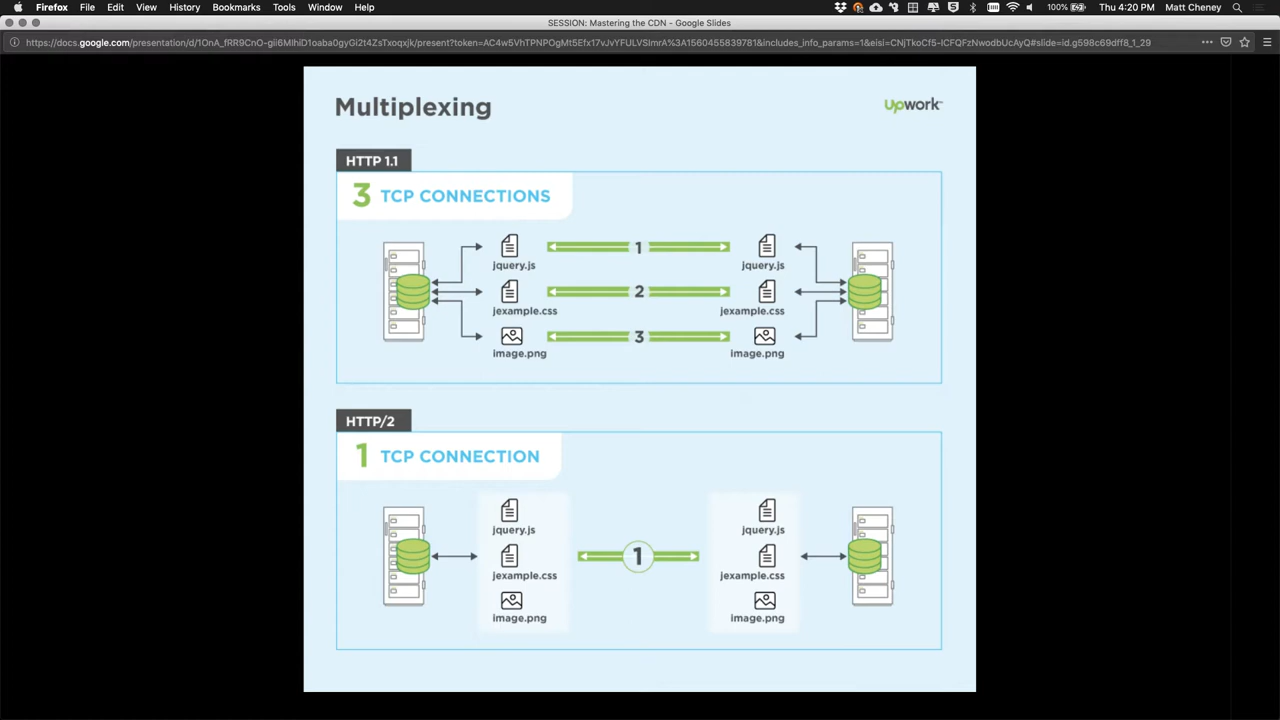 Firefox File Edit View History Bookmarks Tools Window Help
100% Thu 4:20 PM Matt Cheney
SESSION: Mastering the CDN - Google Slides
Multiplexing
Upwork™
HTTP 1.1
3 TCP CONNECTIONS
1
jquery.js
jquery.js
2
jexample.css
jexample.css
3
image.png
image.png
HTTP/2
1 TCP CONNECTION
jquery.js
jquery.js
1
jexample.css
jexample.css
image.png
image.png